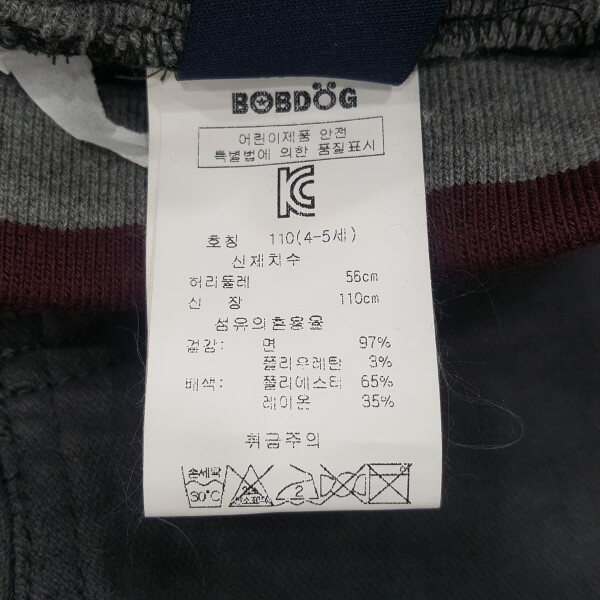 BOBDOG
어린이제품 안전
특별법에 의한 품질표시
KC
호칭 110(4-5세)
신체치수
허리둘레 56cm
신 장 110cm
섬유의혼용율
겉감: 면 97%
폴리우레탄 3%
배색: 폴리에스터 65%
레이온 35%
취급주의
손세탁
30℃
2